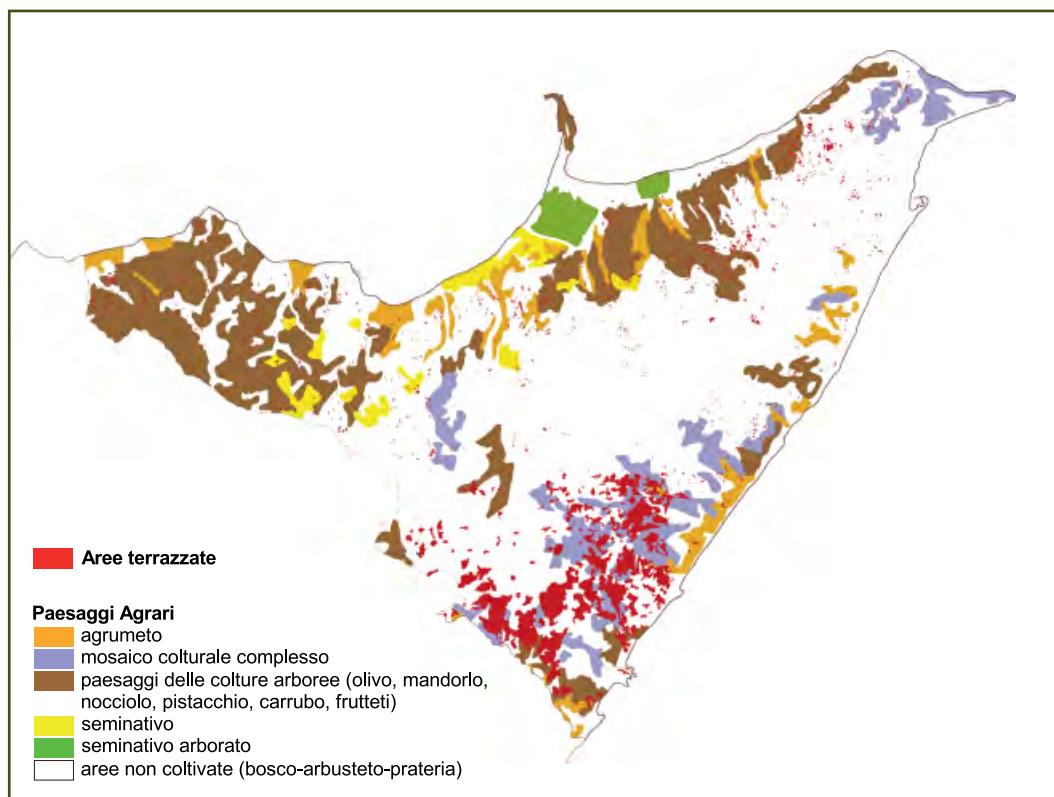 Aree terrazzate
Paesaggi Agrari
agrumeto
mosaico colturale complesso
paesaggi delle colture arboree (olivo, mandorlo,
nocciolo, pistacchio, carrubo, frutteti)
seminativo
seminativo arborato
aree non coltivate (bosco-arbusteto-prateria)